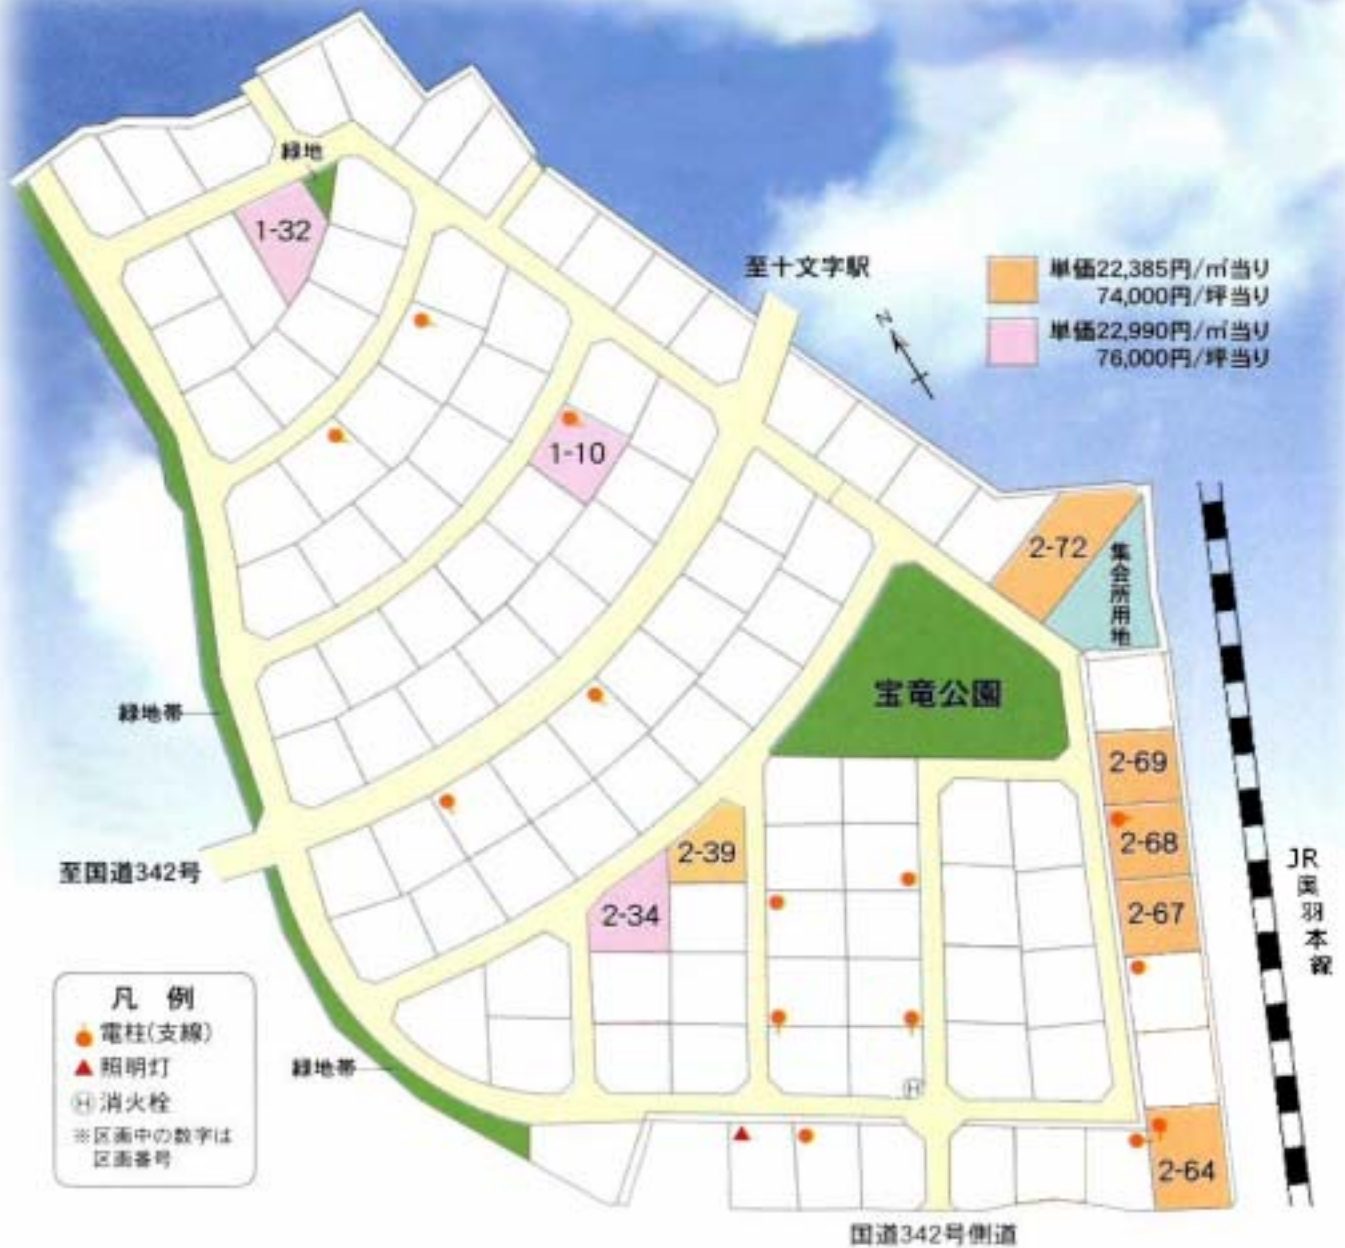 緑地
1-32
至十文字駅
N
単価22,385円/㎡当り
74,000円/坪当り
単価22,990円/㎡当り
76,000円/坪当り
1-10
2-72
集会所用地
宝竜公園
緑地帯
2-69
2-68
2-67
2-39
2-34
至国道342号
JR奥羽本線
凡 例
電柱(支線)
照明灯
Ⓗ消火栓
※区画中の数字は
区画番号
緑地帯
H
2-64
国道342号側道